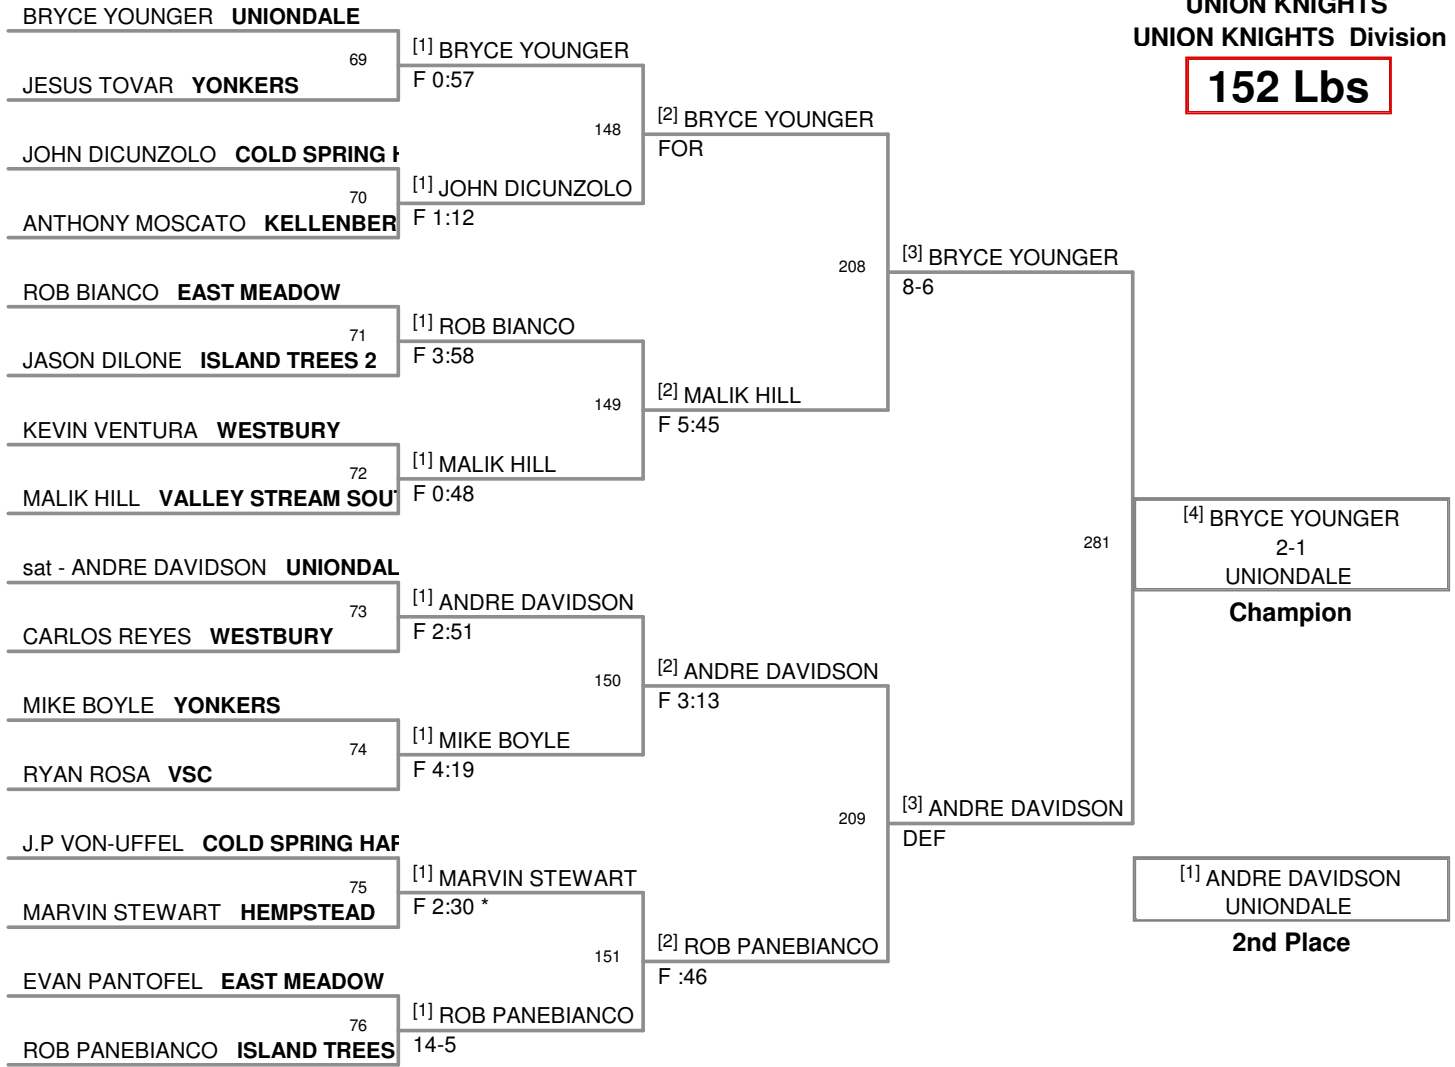 UNION KNIGHTS
UNION KNIGHTS Division
152 Lbs
BRYCE YOUNGER UNIONDALE
69
JESUS TOVAR YONKERS
[1] BRYCE YOUNGER
F 0:57
JOHN DICUNZOLO COLD SPRING H
70
ANTHONY MOSCATO KELLENBER
[1] JOHN DICUNZOLO
F 1:12
148
[2] BRYCE YOUNGER
FOR
ROB BIANCO EAST MEADOW
71
JASON DILONE ISLAND TREES 2
[1] ROB BIANCO
F 3:58
KEVIN VENTURA WESTBURY
72
MALIK HILL VALLEY STREAM SOUT
[1] MALIK HILL
F 0:48
149
[2] MALIK HILL
F 5:45
208
[3] BRYCE YOUNGER
8-6
sat - ANDRE DAVIDSON UNIONDAL
73
CARLOS REYES WESTBURY
[1] ANDRE DAVIDSON
F 2:51
MIKE BOYLE YONKERS
74
RYAN ROSA VSC
[1] MIKE BOYLE
F 4:19
150
[2] ANDRE DAVIDSON
F 3:13
J.P VON-UFFEL COLD SPRING HAR
75
MARVIN STEWART HEMPSTEAD
[1] MARVIN STEWART
F 2:30 *
EVAN PANTOFEL EAST MEADOW
76
ROB PANEBIANCO ISLAND TREES
[1] ROB PANEBIANCO
14-5
151
[2] ROB PANEBIANCO
F :46
209
[3] ANDRE DAVIDSON
DEF
281
[4] BRYCE YOUNGER
2-1
UNIONDALE
Champion
[1] ANDRE DAVIDSON
UNIONDALE
2nd Place